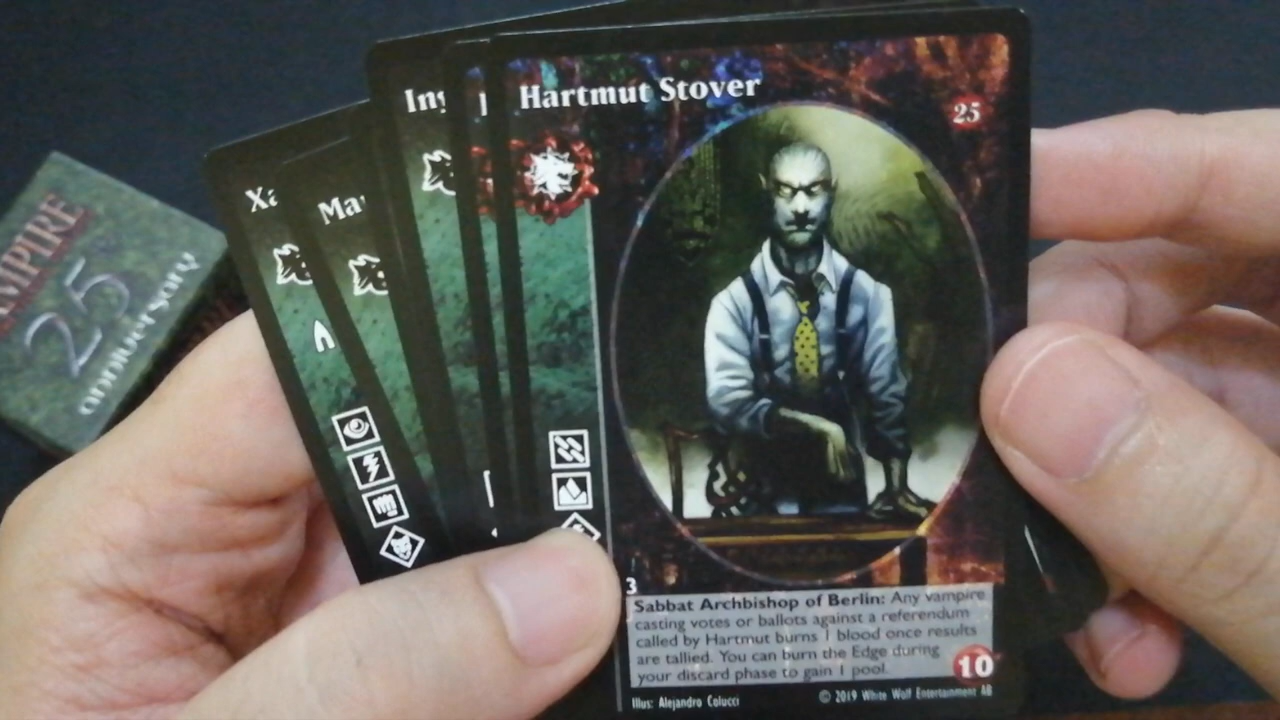 Hartmut Stover
25
3
Sabbat Archbishop of Berlin: Any vampire
casting votes or ballots against a referendum
called by Hartmut burns 1 blood once results
are tallied. You can burn the Edge during
your discard phase to gain 1 pool.
10
Illus: Alejandro Colucci
© 2019 White Wolf Entertainment AB
Ing
Ma
Xa
AMPIRE
25
anniversary